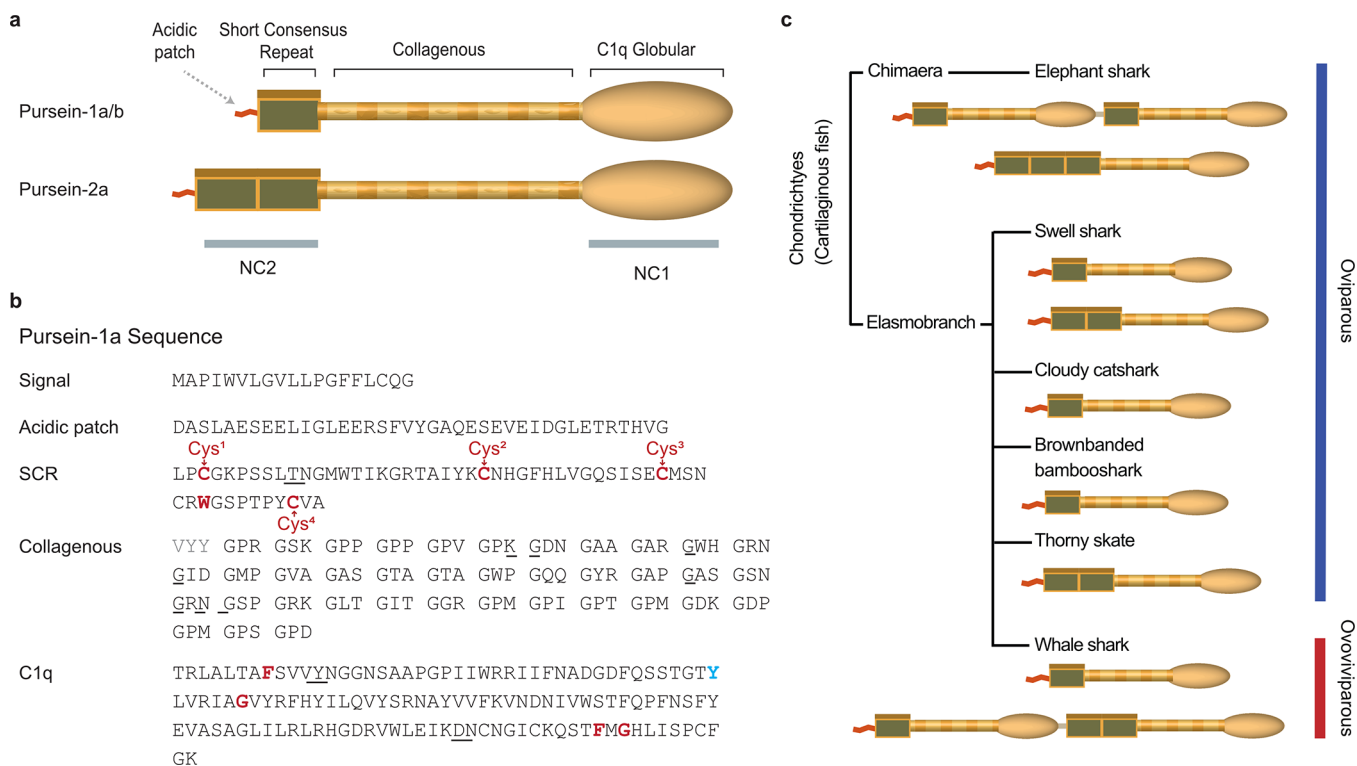 a
Acidic patch
Short Consensus Repeat
Collagenous
C1q Globular
Pursein-1a/b
Pursein-2a
NC2
NC1
b
Pursein-1a Sequence
Signal
MAPIWVLGVLLPGFFLCQG
Acidic patch
DASLAESEELIGLEERSFVYGAQESEVEIDGLETRTHVG
Cys¹ Cys² Cys³
SCR
LPCGKPSSLTNGMWTIKGRTAIYKCNHGFHLVGQSISECMSN
CRWGSPTPYCVA
Cys⁴
Collagenous
VYY GPR GSK GPP GPP GPV GPK GDN GAA GAR GWH GRN
GID GMP GVA GAS GTA GTA GWP GQQ GYR GAP GAS GSN
GRN GSP GRK GLT GIT GGR GPM GPI GPT GPM GDK GDP
GPM GPS GPD
C1q
TRLALTAFSVVYNGGNSAAPGPIIWRRIIFNADGDFQSSTGTY
LVRIAGVYRFHYILQVYSRNAYVVFKVNDNIVWSTFQPFNSFY
EVASAGLILRLRHGDRVWLEIKDNCNGICKQSTFMGHLISPCF
GK
c
Chondrichtyes
(Cartilaginous fish)
Chimaera
Elephant shark
Elasmobranch
Swell shark
Cloudy catshark
Brownbanded
bambooshark
Thorny skate
Whale shark
Oviparous
Ovoviviparous